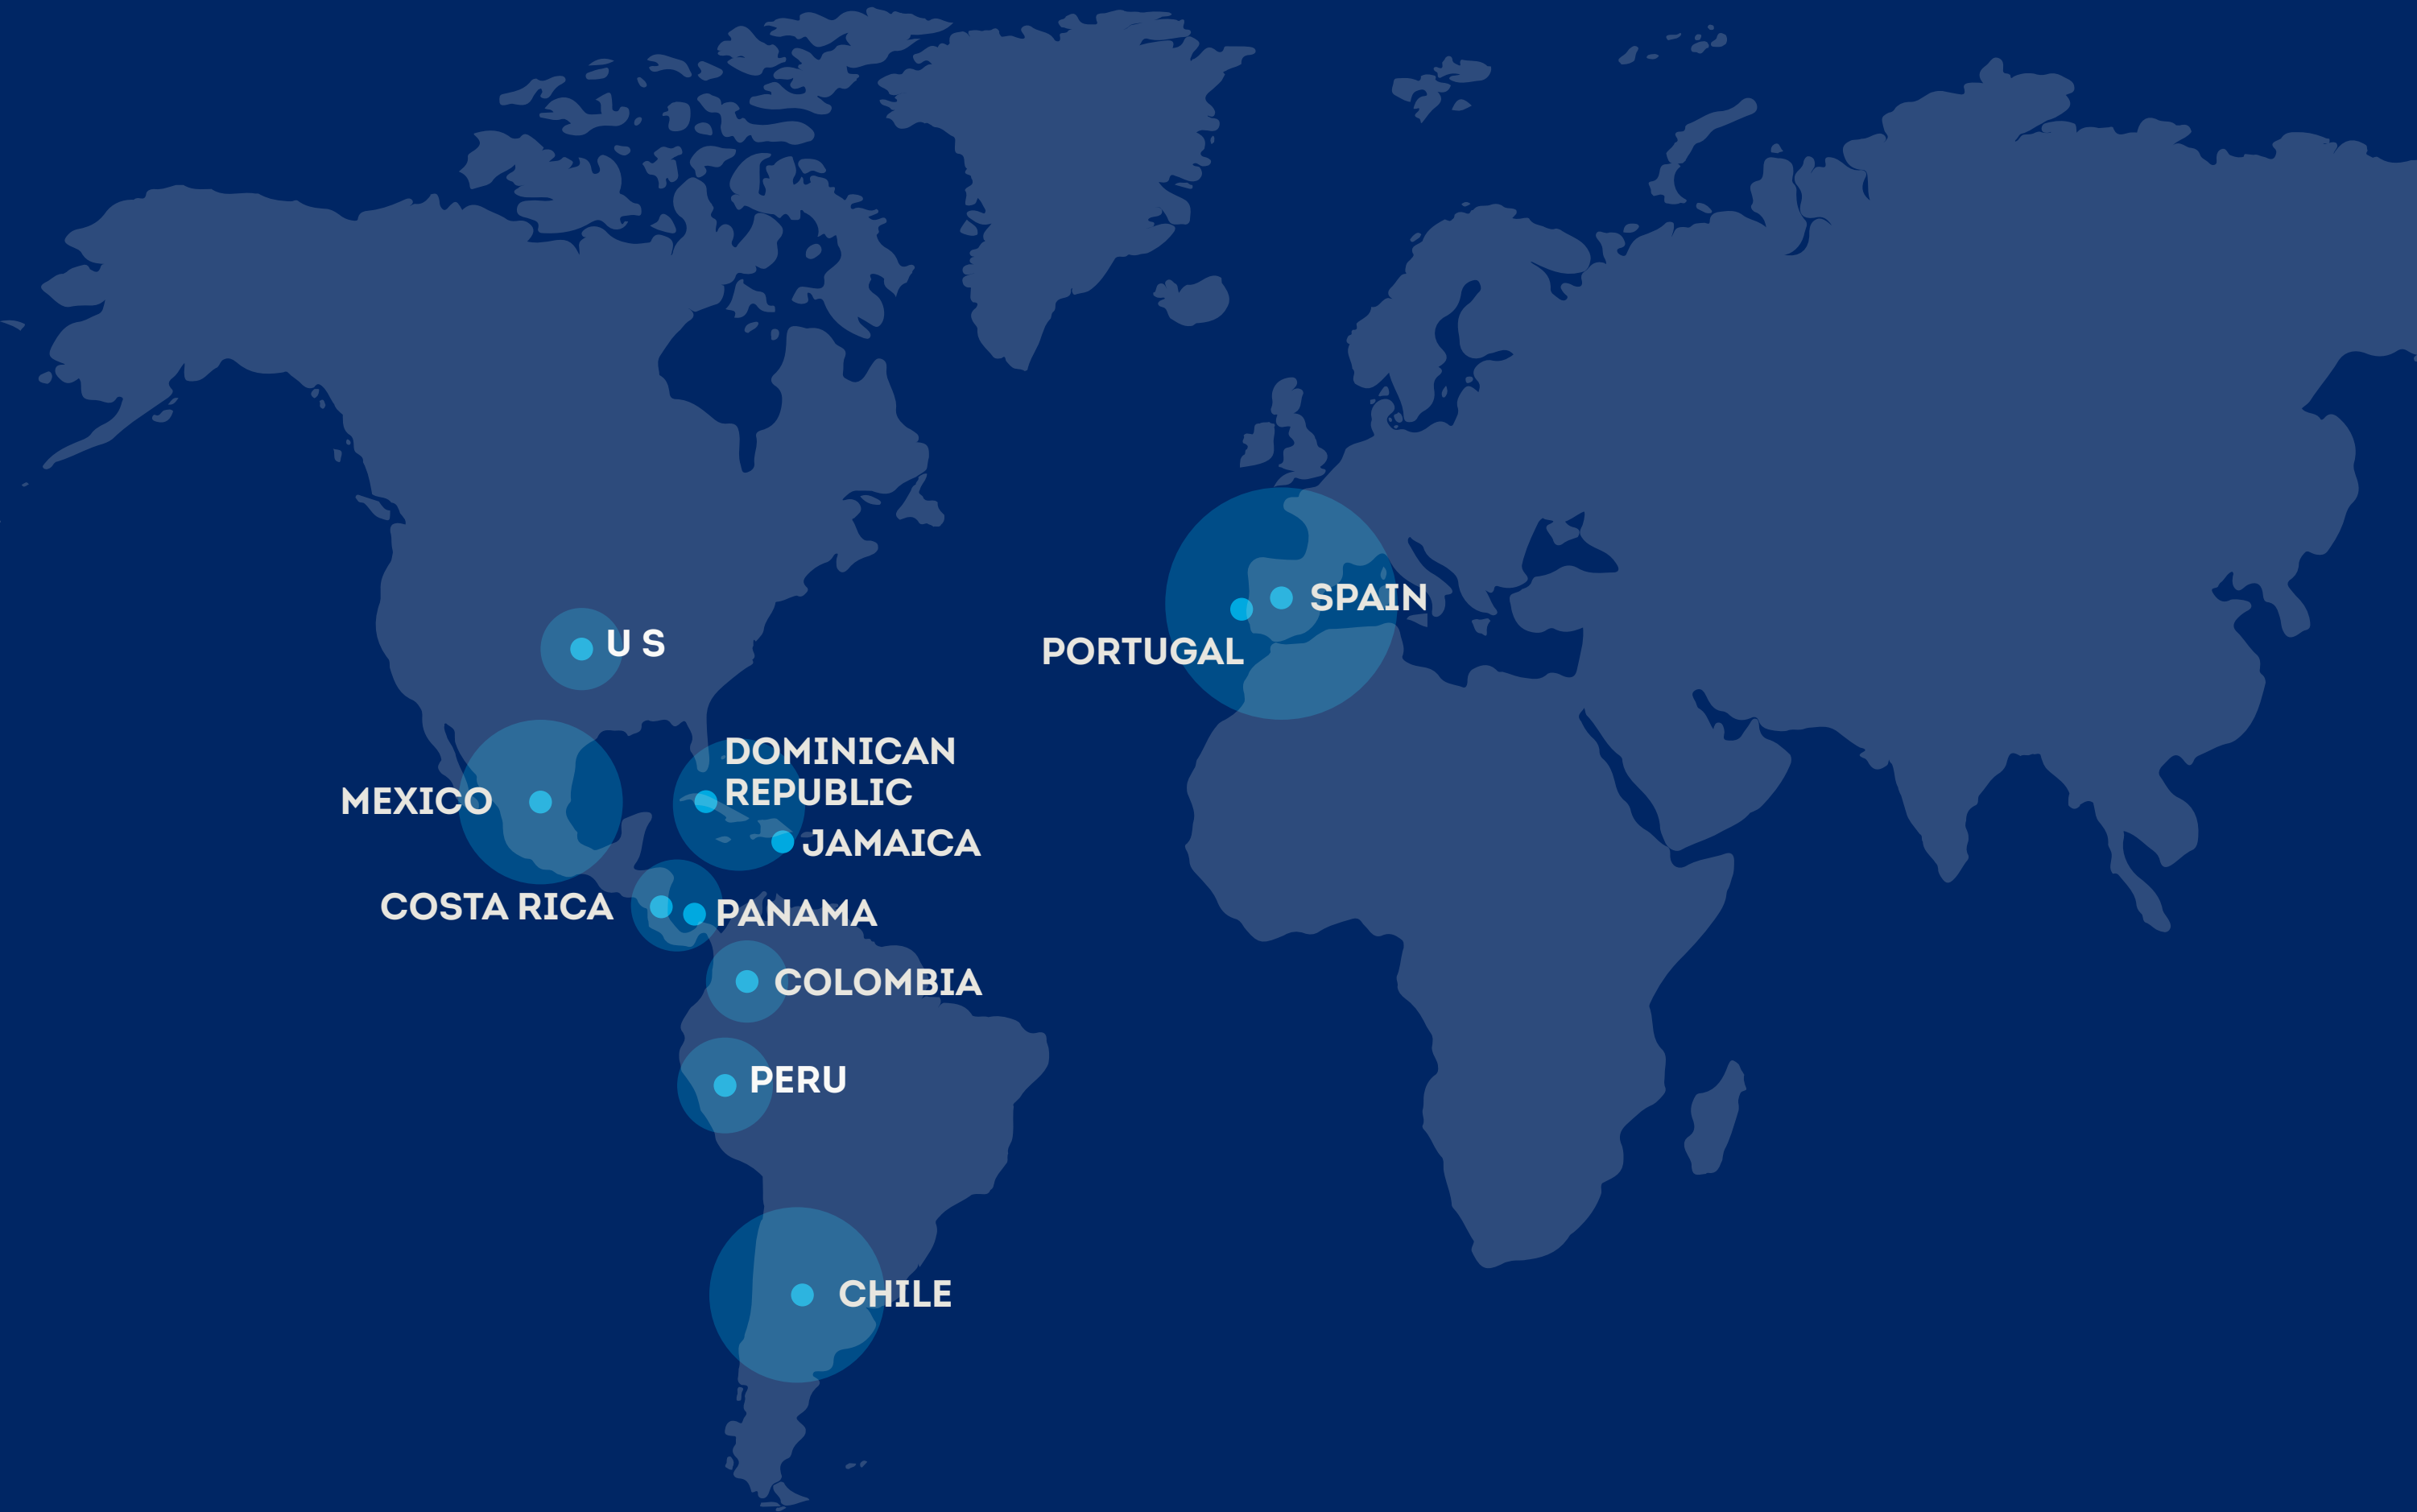 SPAIN
U S
PORTUGAL
DOMINICAN
REPUBLIC
MEXICO
JAMAICA
COSTA RICA
PANAMA
COLOMBIA
PERU
CHILE